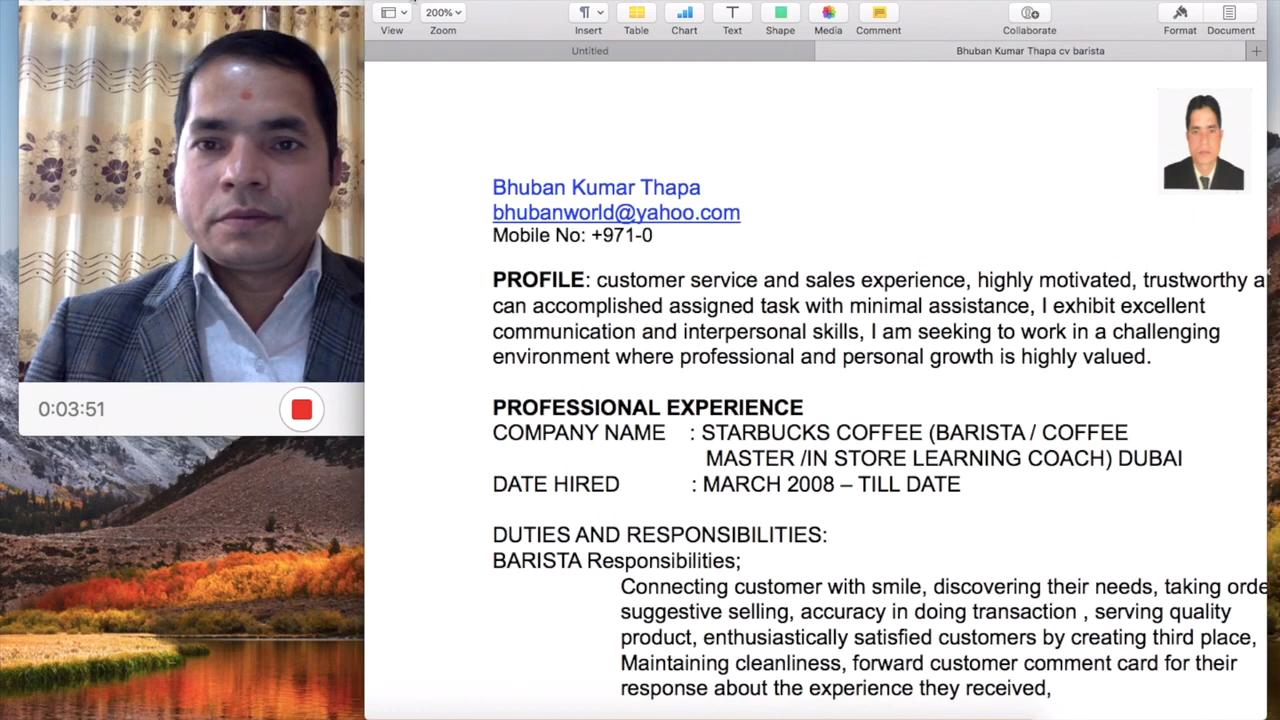 200%
View
Zoom
Insert
Table
Chart
Text
Shape
Media
Comment
Collaborate
Format
Document
Untitled
Bhuban Kumar Thapa cv barista
Bhuban Kumar Thapa
bhubanworld@yahoo.com
Mobile No: +971-0
PROFILE: customer service and sales experience, highly motivated, trustworthy a
can accomplished assigned task with minimal assistance, I exhibit excellent
communication and interpersonal skills, I am seeking to work in a challenging
environment where professional and personal growth is highly valued.
PROFESSIONAL EXPERIENCE
COMPANY NAME : STARBUCKS COFFEE (BARISTA / COFFEE
MASTER /IN STORE LEARNING COACH) DUBAI
DATE HIRED : MARCH 2008 – TILL DATE
DUTIES AND RESPONSIBILITIES:
BARISTA Responsibilities;
Connecting customer with smile, discovering their needs, taking orde
suggestive selling, accuracy in doing transaction , serving quality
product, enthusiastically satisfied customers by creating third place,
Maintaining cleanliness, forward customer comment card for their
response about the experience they received,
0:03:51